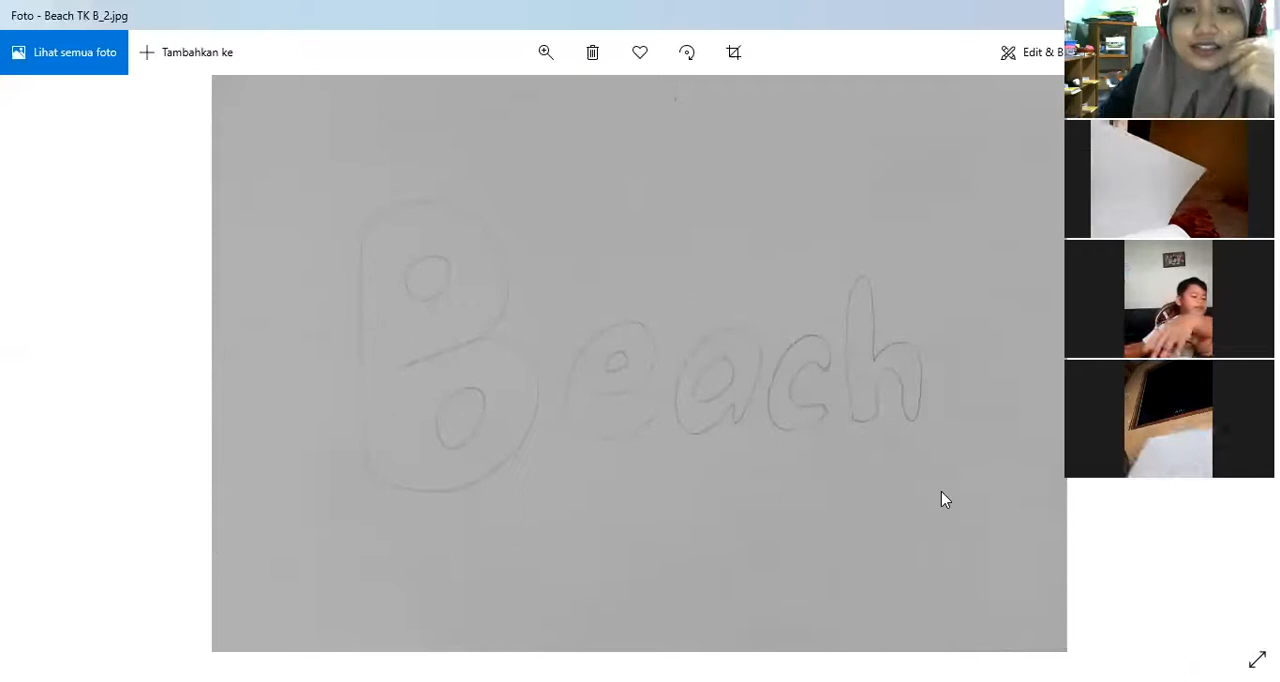 Foto - Beach TK B_2.jpg
Lihat semua foto
Tambahkan ke
Edit & B
Beach